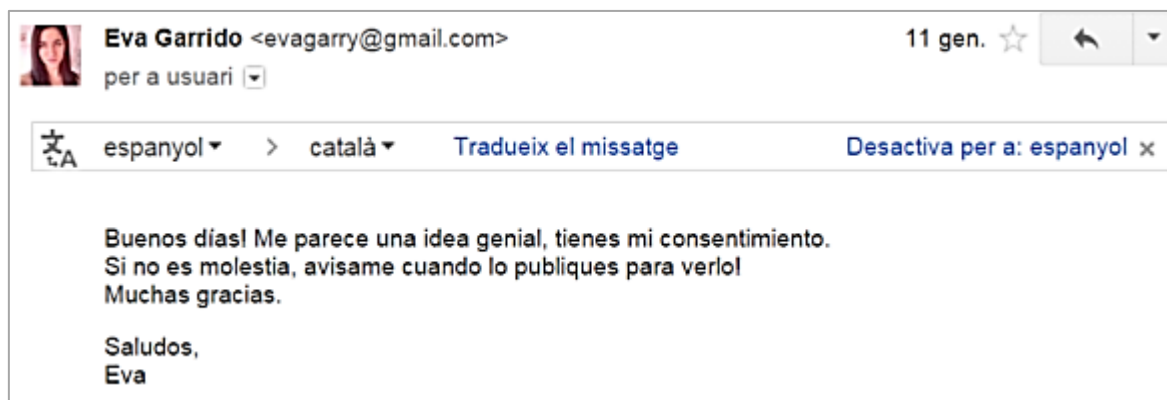 Eva Garrido <evagarry@gmail.com> 11 gen.
per a usuari
espanyol > català Tradueix el missatge Desactiva per a: espanyol ×
Buenos días! Me parece una idea genial, tienes mi consentimiento.
Si no es molestia, avisame cuando lo publiques para verlo!
Muchas gracias.
Saludos,
Eva